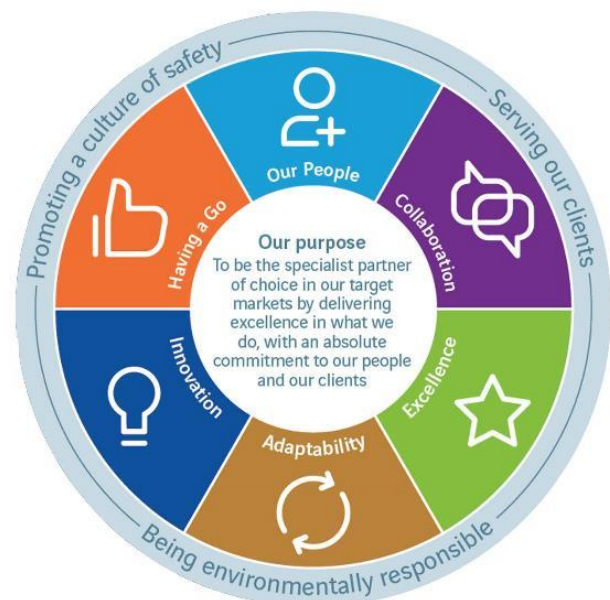 Promoting a culture of safety
Serving our clients
Our People
Having a Go
Collaboration
Our purpose
To be the specialist partner
of choice in our target
markets by delivering
excellence in what we
do, with an absolute
commitment to our people
and our clients
Innovation
Excellence
Adaptability
Being environmentally responsible